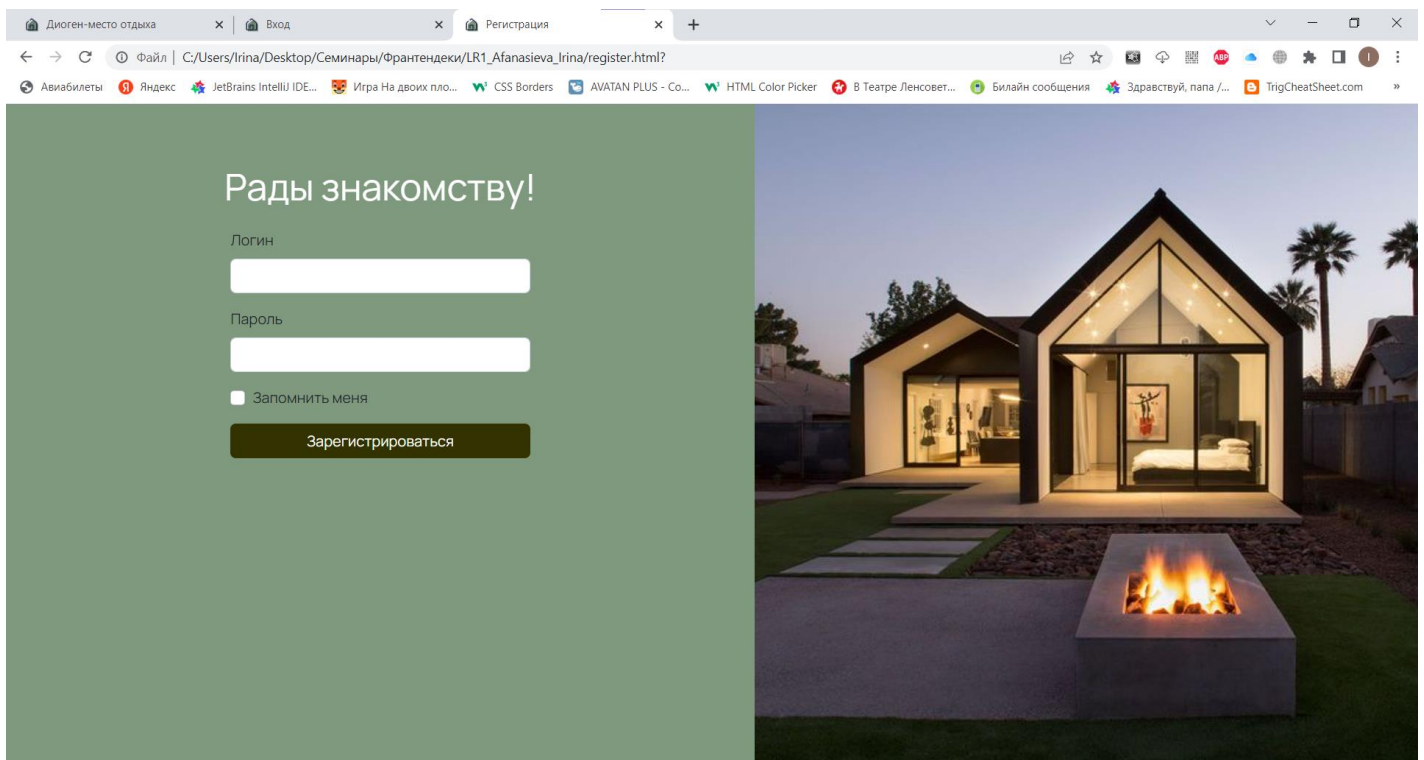 Диоген-место отдыха
Вход
Регистрация
Файл | C:/Users/Irina/Desktop/Семинары/Франтендеки/LR1_Afanasieva_Irina/register.html?
ABP
I
Авиабилеты Яндекс JetBrains IntelliJ IDE... Игра На двоих пло... CSS Borders AVATAN PLUS - Co... HTML Color Picker В Театре Ленсовет... Билайн сообщения Здравствуй, папа /... TrigCheatSheet.com »
Рады знакомству!
Логин
Пароль
Запомнить меня
Зарегистрироваться